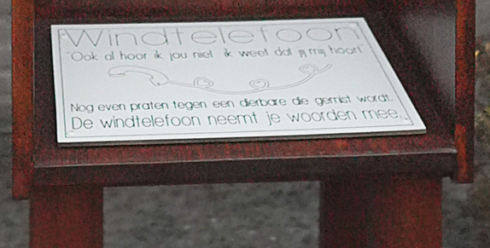 Windtelefoon
"Ook al hoor ik jou niet ik weet dat jij mij hoort"
Nog even praten tegen een dierbare die gemist wordt.
De windtelefoon neemt je woorden mee.